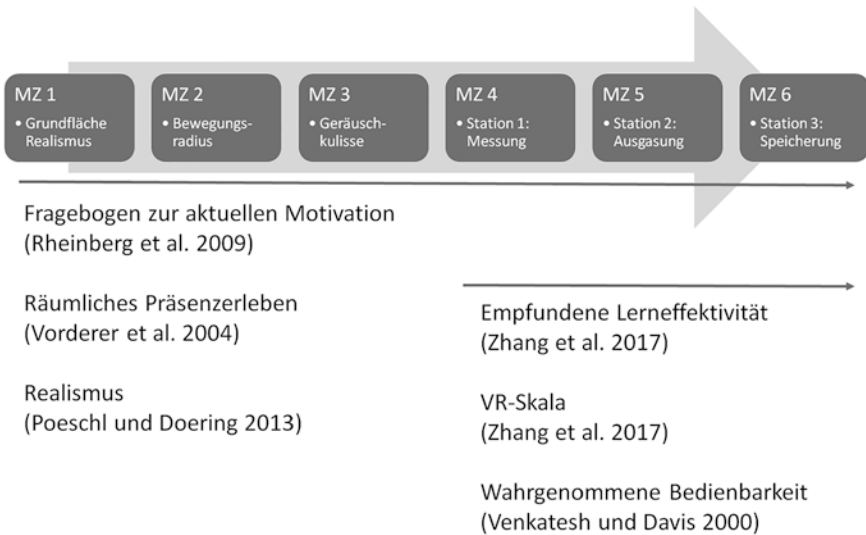 MZ 1
• Grundfläche
Realismus
MZ 2
• Bewegungs-
radius
MZ 3
• Geräusch-
kulisse
MZ 4
• Station 1:
Messung
MZ 5
• Station 2:
Ausgasung
MZ 6
• Station 3:
Speicherung
Fragebogen zur aktuellen Motivation
(Rheinberg et al. 2009)
Räumliches Präsenzerleben
(Vorderer et al. 2004)
Realismus
(Poeschl und Doering 2013)
Empfundene Lerneffektivität
(Zhang et al. 2017)
VR-Skala
(Zhang et al. 2017)
Wahrgenommene Bedienbarkeit
(Venkatesh und Davis 2000)